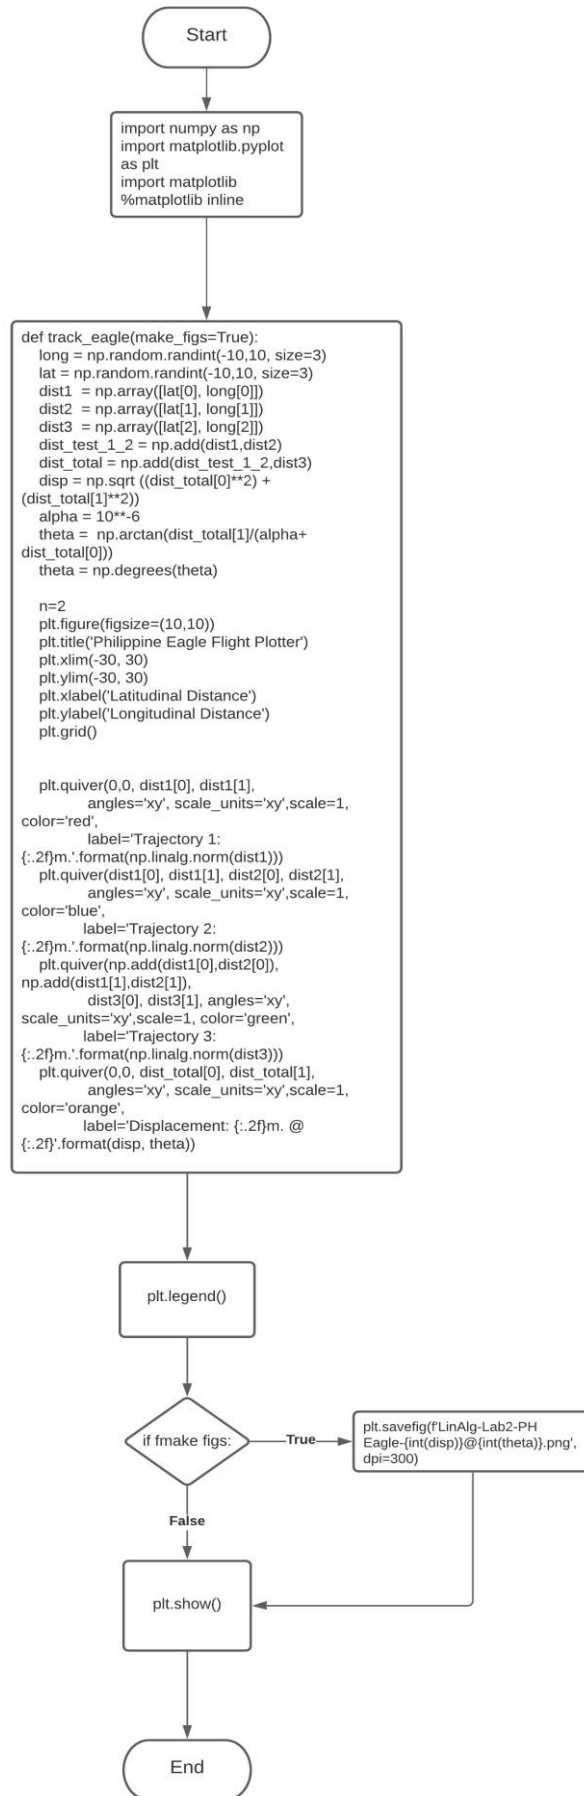 Start
import numpy as np
import matplotlib.pyplot
as plt
import matplotlib
%matplotlib inline
def track_eagle(make_figs=True):
long = np.random.randint(-10,10, size=3)
lat = np.random.randint(-10,10, size=3)
dist1  = np.array([lat[0], long[0]])
dist2  = np.array([lat[1], long[1]])
dist3  = np.array([lat[2], long[2]])
dist_test_1_2 = np.add(dist1,dist2)
dist_total = np.add(dist_test_1_2,dist3)
disp = np.sqrt ((dist_total[0]**2) +
(dist_total[1]**2))
alpha = 10**-6
theta =  np.arctan(dist_total[1]/(alpha+
dist_total[0]))
theta = np.degrees(theta)
n=2
plt.figure(figsize=(10,10))
plt.title('Philippine Eagle Flight Plotter')
plt.xlim(-30, 30)
plt.ylim(-30, 30)
plt.xlabel('Latitudinal Distance')
plt.ylabel('Longitudinal Distance')
plt.grid()
plt.quiver(0,0, dist1[0], dist1[1],
angles='xy', scale_units='xy',scale=1,
color='red',
label='Trajectory 1:
{:.2f}m.'.format(np.linalg.norm(dist1)))
plt.quiver(dist1[0], dist1[1], dist2[0], dist2[1],
angles='xy', scale_units='xy',scale=1,
color='blue',
label='Trajectory 2:
{:.2f}m.'.format(np.linalg.norm(dist2)))
plt.quiver(np.add(dist1[0],dist2[0]),
np.add(dist1[1],dist2[1]),
dist3[0], dist3[1], angles='xy',
scale_units='xy',scale=1, color='green',
label='Trajectory 3:
{:.2f}m.'.format(np.linalg.norm(dist3)))
plt.quiver(0,0, dist_total[0], dist_total[1],
angles='xy', scale_units='xy',scale=1,
color='orange',
label='Displacement: {:.2f}m. @
{:.2f}'.format(disp, theta))
plt.legend()
if fmake figs:
True
plt.savefig(f'LinAlg-Lab2-PH
Eagle-{int(disp)}@{int(theta)}.png',
dpi=300)
False
plt.show()
End